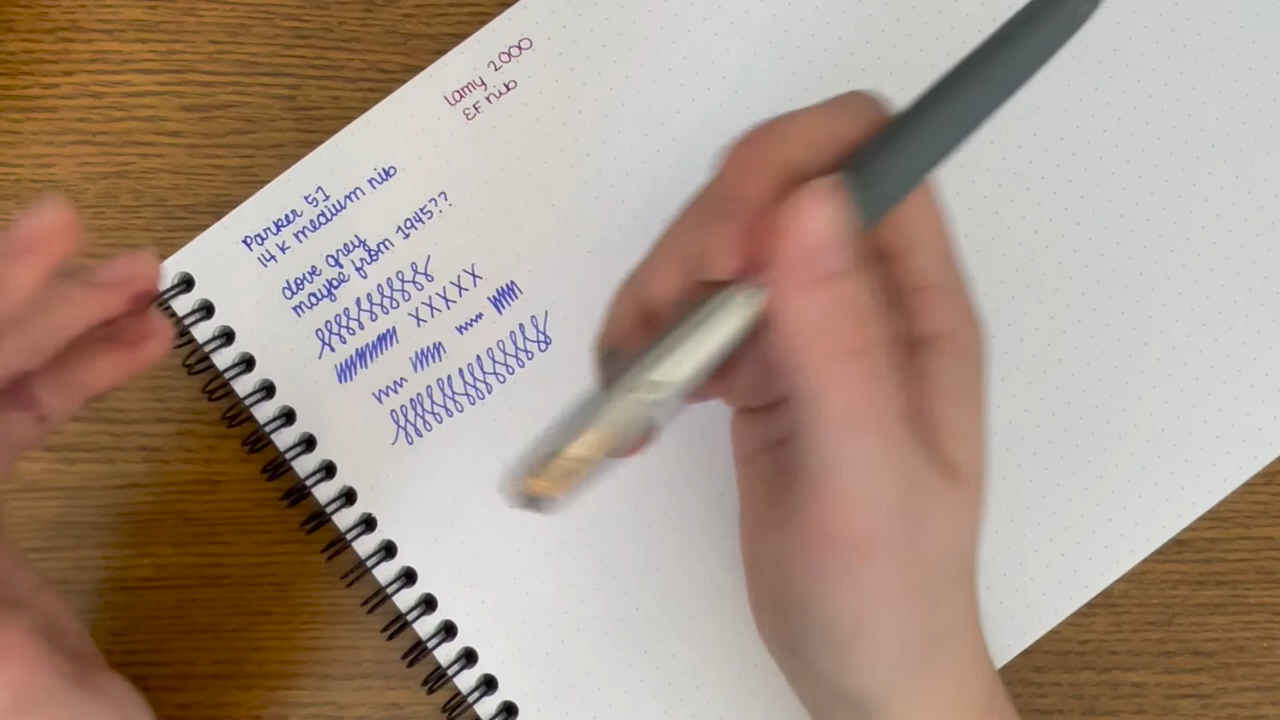 Lamy 2000
EF nib
Parker 51
14 K medium nib
dove grey
maybe from 1945??
XXXXX